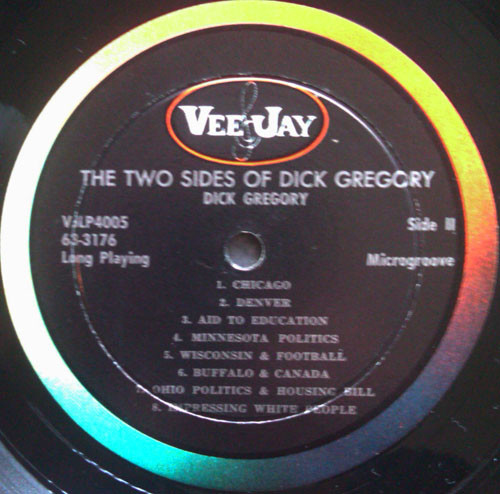 VEE-JAY
THE TWO SIDES OF DICK GREGORY
DICK GREGORY
VJLP4005 Side II
63-3176
Long Playing Microgroove
1. CHICAGO
2. DENVER
3. AID TO EDUCATION
4. MINNESOTA POLITICS
5. WISCONSIN & FOOTBALL
6. BUFFALO & CANADA
7. OHIO POLITICS & HOUSING BILL
8. IMPRESSING WHITE PEOPLE